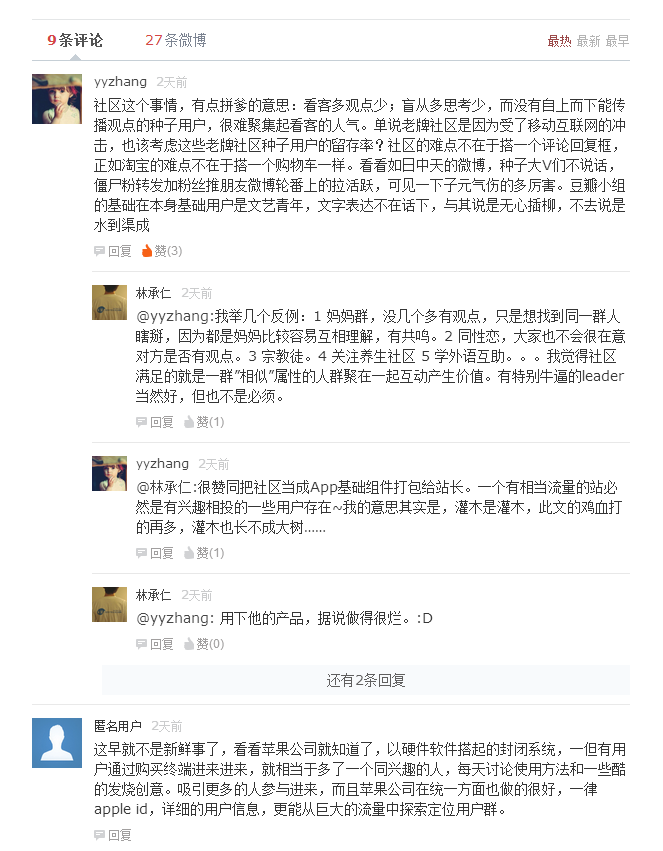 9条评论
27条微博
最热 最新 最早
yyzhang 2天前
社区这个事情，有点拼爹的意思：看客多观点少；盲从多思考少，而没有自上而下能传
播观点的种子用户，很难聚集起看客的人气。单说老牌社区是因为受了移动互联网的冲
击，也该考虑这些老牌社区种子用户的留存率？社区的难点不在于搭一个评论回复框，
正如淘宝的难点不在于搭一个购物车一样。看看如日中天的微博，种子大V们不说话，
僵尸粉转发加粉丝推朋友微博轮番上的拉活跃，可见一下子元气伤的多厉害。豆瓣小组
的基础在本身基础用户是文艺青年，文字表达不在话下，与其说是无心插柳，不去说是
水到渠成
回复 赞(3)
林承仁 2天前
@yyzhang:我举几个反例：1 妈妈群，没几个多有观点，只是想找到同一群人
瞎掰，因为都是妈妈比较容易互相理解，有共鸣。2 同性恋，大家也不会很在意
对方是否有观点。3 宗教徒。4 关注养生社区 5 学外语互助。。。我觉得社区
满足的就是一群”相似”属性的人群聚在一起互动产生价值。有特别牛逼的leader
当然好，但也不是必须。
回复 赞(1)
yyzhang 2天前
@林承仁:很赞同把社区当成App基础组件打包给站长。一个有相当流量的站必
然是有兴趣相投的一些用户存在~我的意思其实是，灌木是灌木，此文的鸡血打
的再多，灌木也长不成大树……
回复 赞(1)
林承仁 2天前
@yyzhang: 用下他的产品，据说做得很烂。:D
回复 赞(0)
还有2条回复
匿名用户 2天前
这早就不是新鲜事了，看看苹果公司就知道了，以硬件软件搭起的封闭系统，一但有用
户通过购买终端进来进来，就相当于多了一个同兴趣的人，每天讨论使用方法和一些酷
的发烧创意。吸引更多的人参与进来，而且苹果公司在统一方面也做的很好，一律
apple id，详细的用户信息，更能从巨大的流量中探索定位用户群。
回复